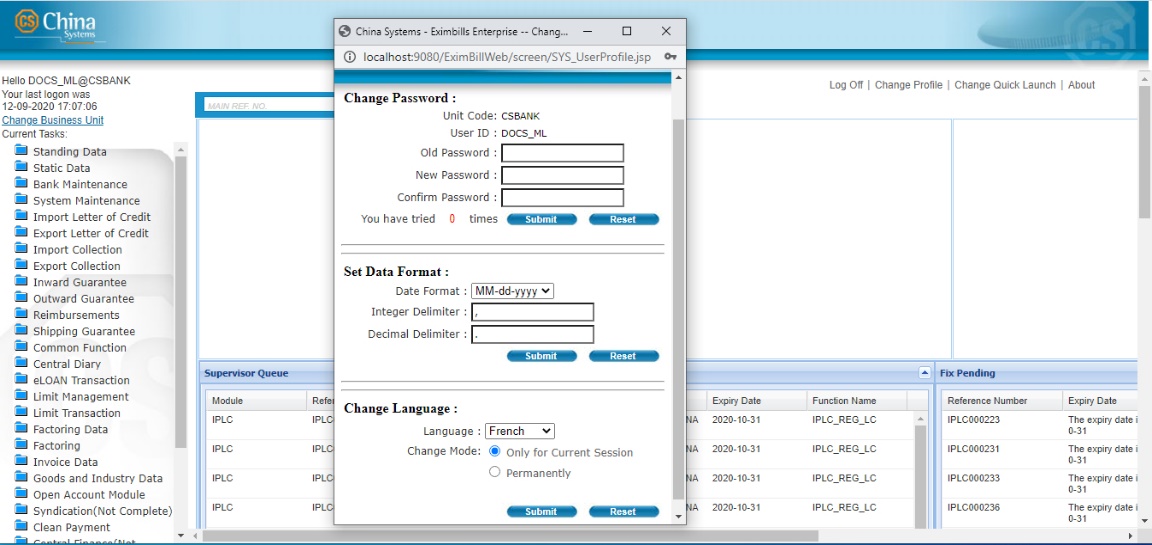 CS China
Systems
Hello DOCS_ML@CSBANK
Your last logon was
12-09-2020 17:07:06
Change Business Unit
Current Tasks:
Standing Data
Static Data
Bank Maintenance
System Maintenance
Import Letter of Credit
Export Letter of Credit
Import Collection
Export Collection
Inward Guarantee
Outward Guarantee
Reimbursements
Shipping Guarantee
Common Function
Central Diary
eLOAN Transaction
Limit Management
Limit Transaction
Factoring Data
Factoring
Invoice Data
Goods and Industry Data
Open Account Module
Syndication(Not Complete)
Clean Payment
Central Finance(Not
MAIN REF. NO.
Log Off | Change Profile | Change Quick Launch | About
China Systems - Eximbills Enterprise -- Chang...
localhost:9080/EximBillWeb/screen/SYS_UserProfile.jsp
Change Password :
Unit Code: CSBANK
User ID : DOCS_ML
Old Password :
New Password :
Confirm Password :
You have tried 0 times Submit Reset
Set Data Format :
Date Format : MM-dd-yyyy
Integer Delimiter : ,
Decimal Delimiter : .
Submit Reset
Change Language :
Language : French
Change Mode: Only for Current Session
Permanently
Submit Reset
Supervisor Queue
Module Refer Expiry Date Function Name
IPLC IPLC NA 2020-10-31 IPLC_REG_LC
IPLC IPLC NA 2020-10-31 IPLC_REG_LC
IPLC IPLC NA 2020-10-31 IPLC_REG_LC
IPLC IPLC NA 2020-10-31 IPLC_REG_LC
Fix Pending
Reference Number Expiry Date
IPLC000223 The expiry date i
0-31
IPLC000231 The expiry date i
0-31
IPLC000233 The expiry date i
0-31
IPLC000236 The expiry date i
0-31
CS